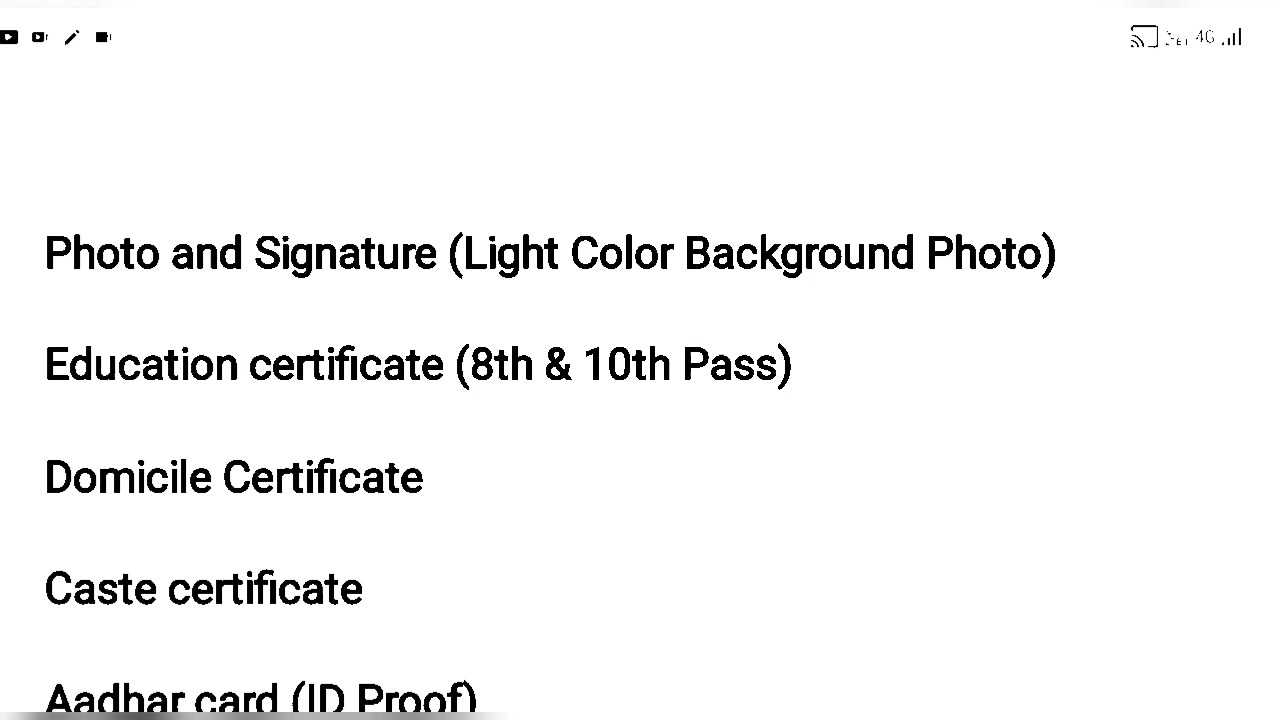 4G
Photo and Signature (Light Color Background Photo)
Education certificate (8th & 10th Pass)
Domicile Certificate
Caste certificate
Aadhar card (ID Proof)